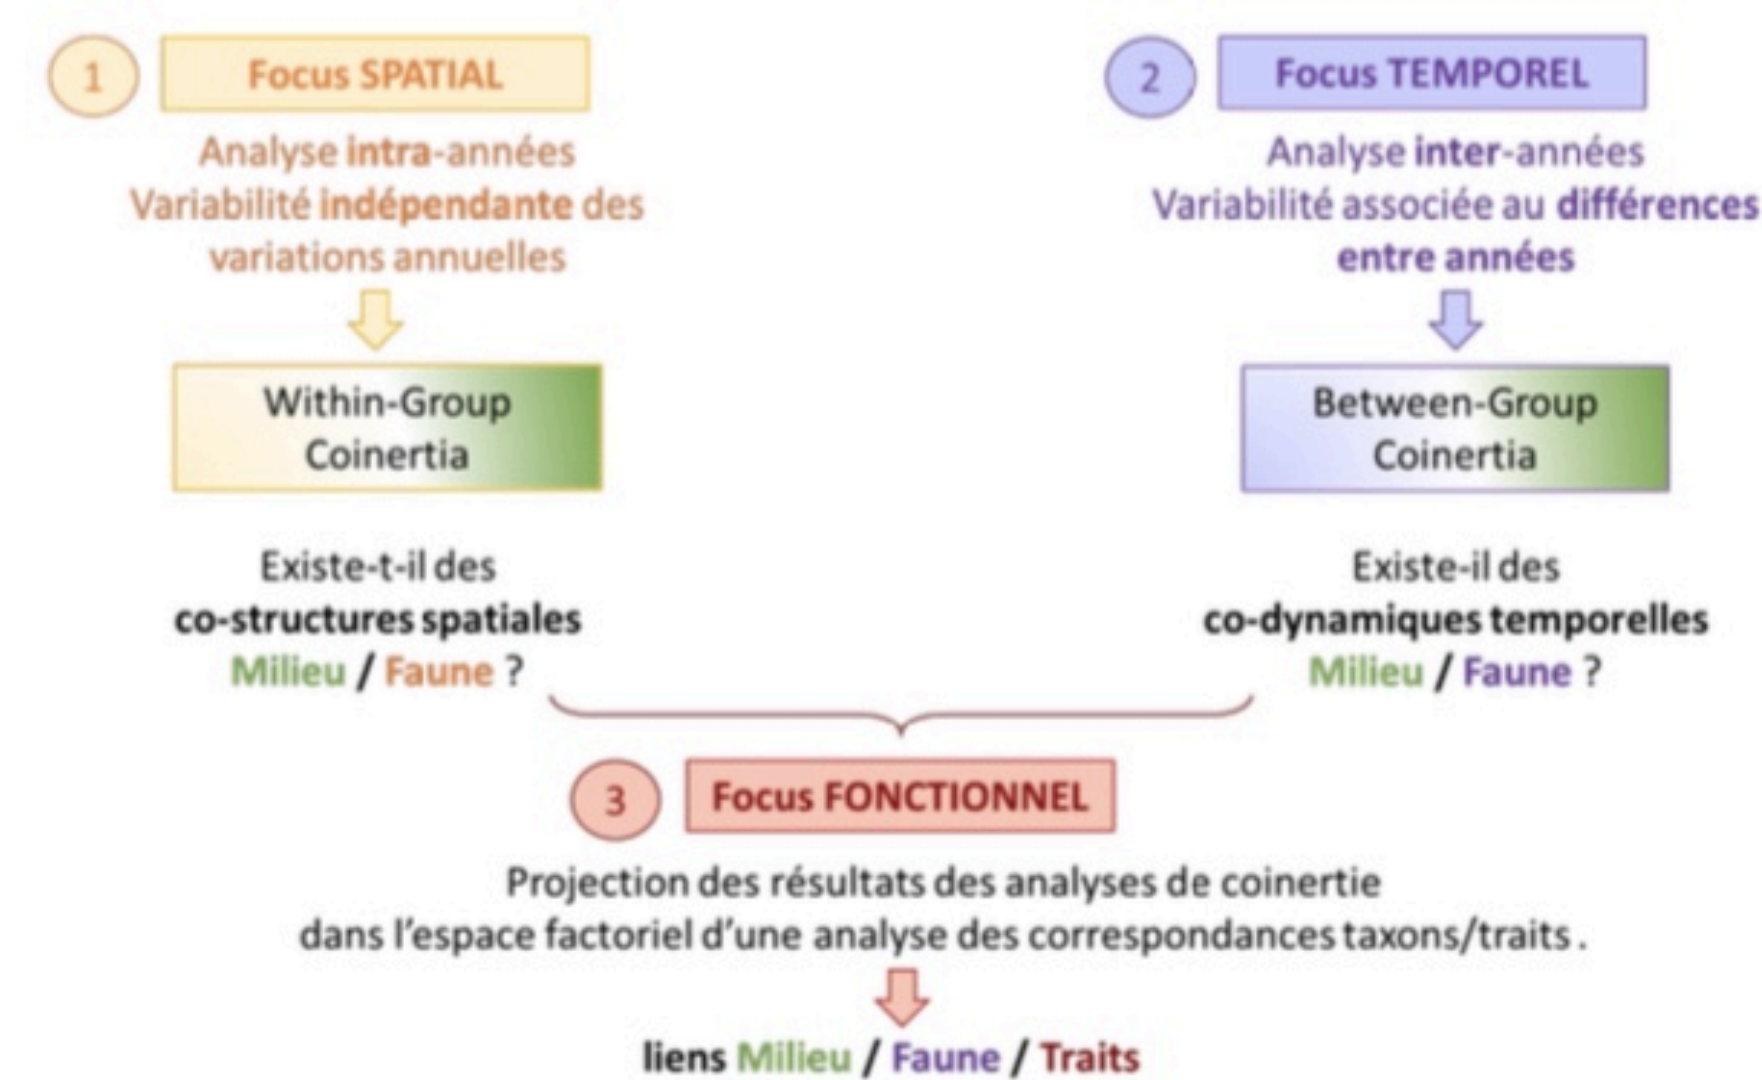 1
Focus SPATIAL
Analyse intra-années
Variabilité indépendante des
variations annuelles
Within-Group
Coinertia
Existe-t-il des
co-structures spatiales
Milieu / Faune ?
2
Focus TEMPOREL
Analyse inter-années
Variabilité associée au différences
entre années
Between-Group
Coinertia
Existe-il des
co-dynamiques temporelles
Milieu / Faune ?
3
Focus FONCTIONNEL
Projection des résultats des analyses de coinertie
dans l'espace factoriel d'une analyse des correspondances taxons/traits .
liens Milieu / Faune / Traits